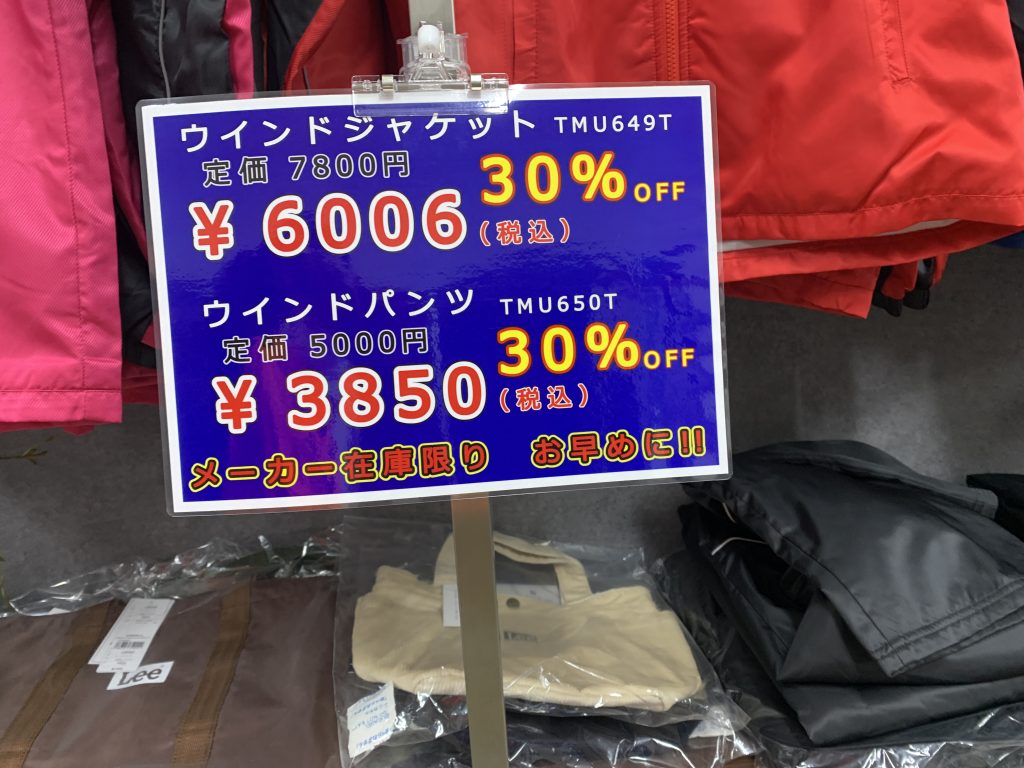 ウインドジャケット TMU649T
定価 7800円
30%OFF
¥ 6006 (税込)
ウインドパンツ TMU650T
定価 5000円
30%OFF
¥ 3850 (税込)
メーカー在庫限り お早めに!!
Lee
Lee